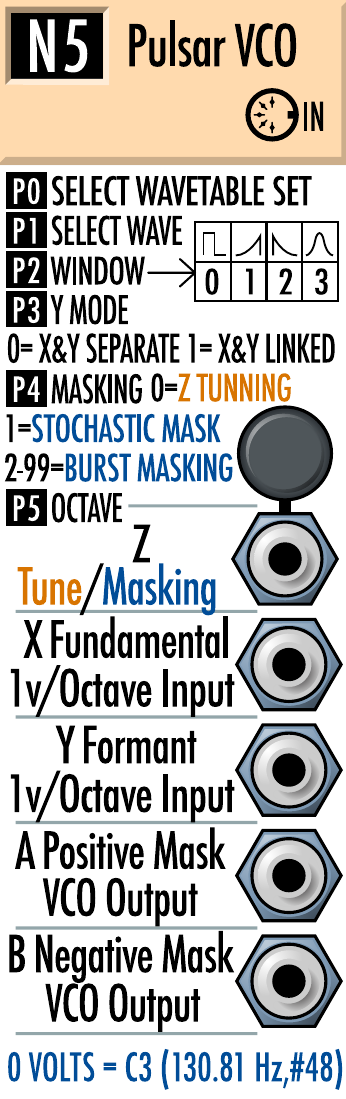 N5 Pulsar VCO
IN
P0 SELECT WAVETABLE SET
P1 SELECT WAVE
P2 WINDOW
0 1 2 3
P3 Y MODE
0= X&Y SEPARATE 1= X&Y LINKED
P4 MASKING 0=Z TUNNING
1=STOCHASTIC MASK
2-99=BURST MASKING
P5 OCTAVE
Z
Tune/Masking
X Fundamental
1v/Octave Input
Y Formant
1v/Octave Input
A Positive Mask
VCO Output
B Negative Mask
VCO Output
0 VOLTS = C3 (130.81 Hz,#48)